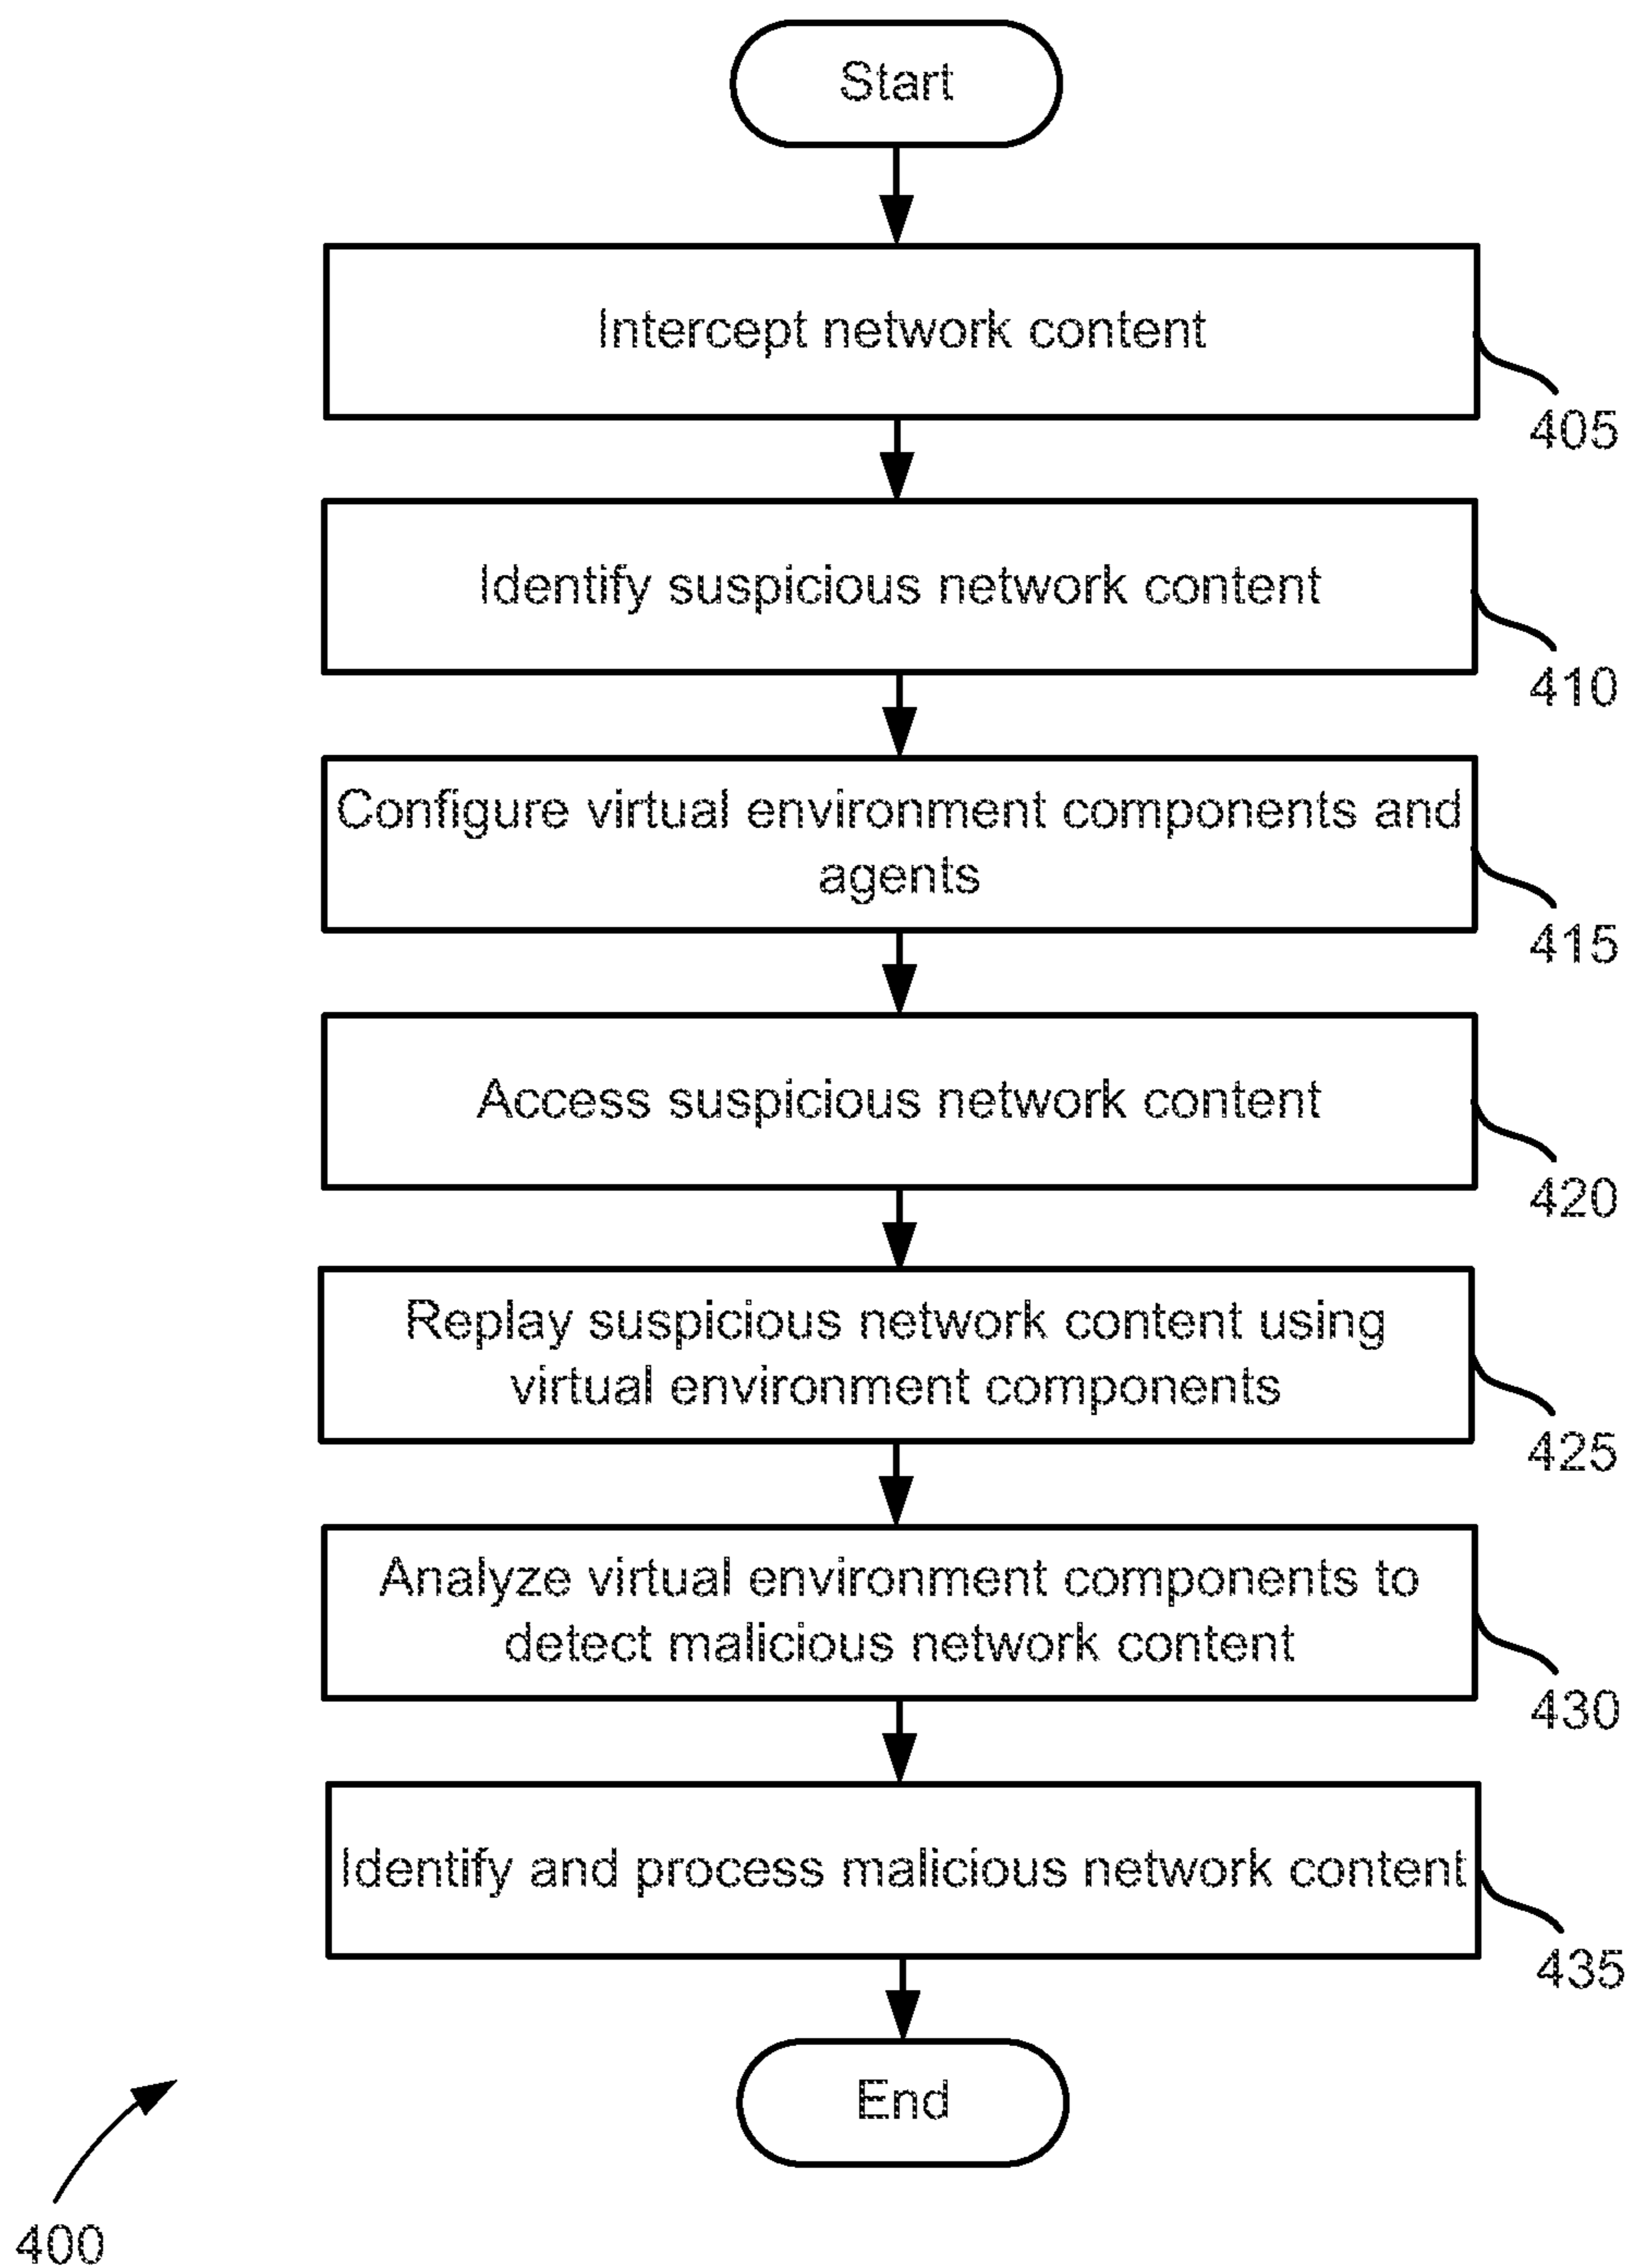 Start
Intercept network content
405
Identify suspicious network content
410
Configure virtual environment components and
agents
415
Access suspicious network content
420
Replay suspicious network content using
virtual environment components
425
Analyze virtual environment components to
detect malicious network content
430
Identify and process malicious network content
435
End
400